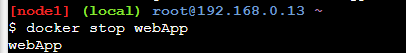 [node1] (local) root@192.168.0.13 ~
$ docker stop webApp
webApp